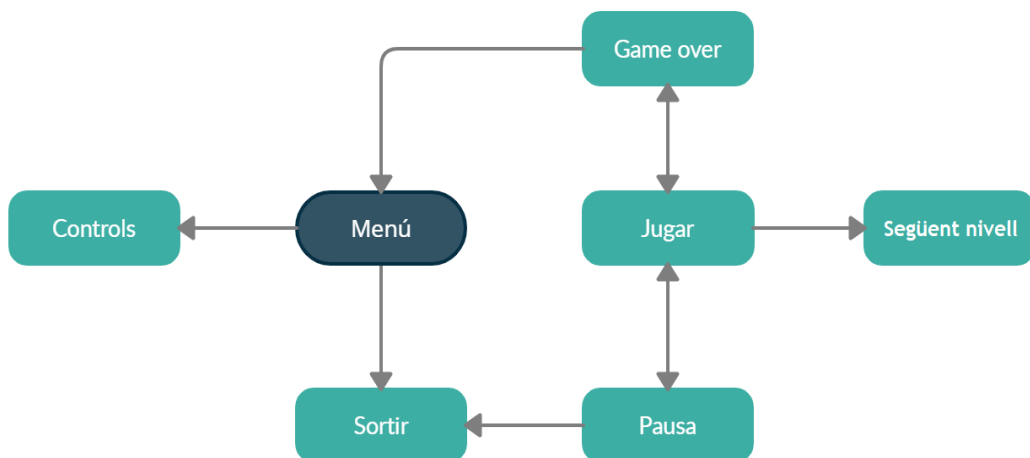 Game over
Controls
Menú
Jugar
Següent nivell
Sortir
Pausa